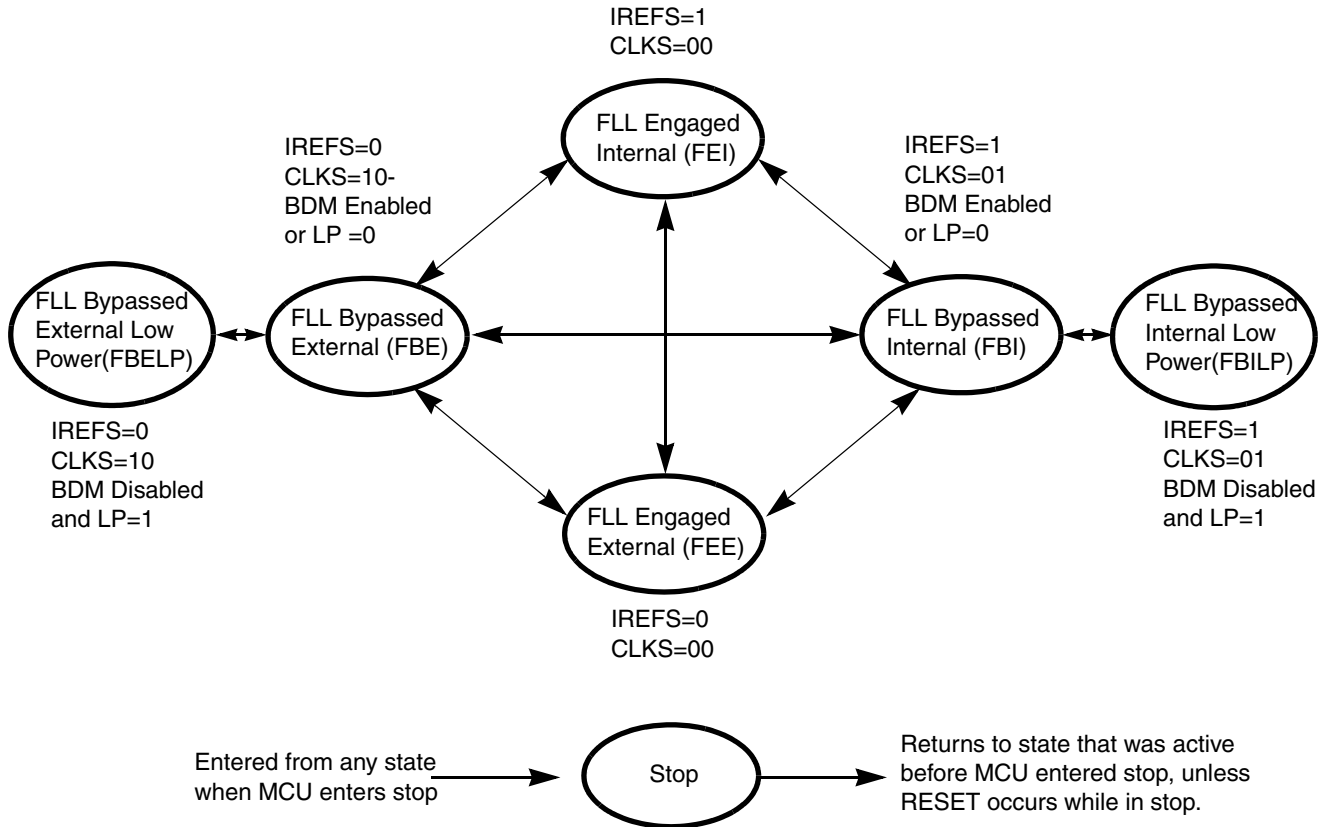 IREFS=1
CLKS=00
FLL Engaged
Internal (FEI)
IREFS=0
CLKS=10-
BDM Enabled
or LP =0
IREFS=1
CLKS=01
BDM Enabled
or LP=0
FLL Bypassed
External Low
Power(FBELP)
FLL Bypassed
External (FBE)
FLL Bypassed
Internal (FBI)
FLL Bypassed
Internal Low
Power(FBILP)
IREFS=0
CLKS=10
BDM Disabled
and LP=1
IREFS=1
CLKS=01
BDM Disabled
and LP=1
FLL Engaged
External (FEE)
IREFS=0
CLKS=00
Entered from any state
when MCU enters stop
Stop
Returns to state that was active
before MCU entered stop, unless
RESET occurs while in stop.